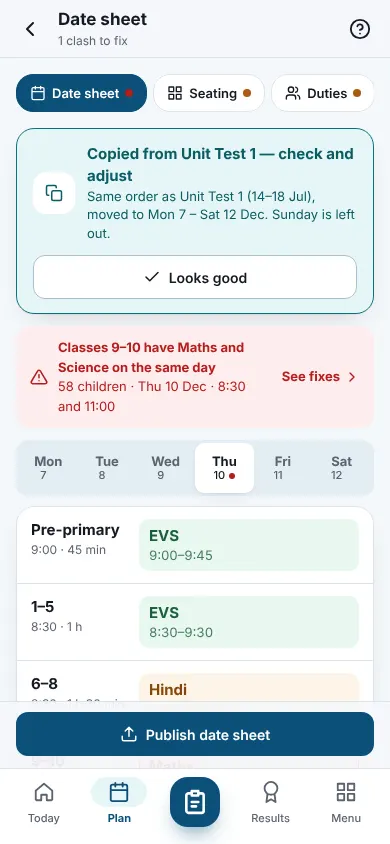 Date sheet
1 clash to fix
Date sheet
Seating
Duties
Copied from Unit Test 1 — check and
adjust
Same order as Unit Test 1 (14–18 Jul),
moved to Mon 7 – Sat 12 Dec. Sunday is left
out.
Looks good
Classes 9–10 have Maths and
Science on the same day
58 children · Thu 10 Dec · 8:30
and 11:00
See fixes
Mon Tue Wed Thu Fri Sat
7 8 9 10 11 12
Pre-primary
9:00 · 45 min
EVS
9:00–9:45
1–5
8:30 · 1 h
EVS
8:30–9:30
6–8
Hindi
Publish date sheet
Today
Plan
Results
Menu